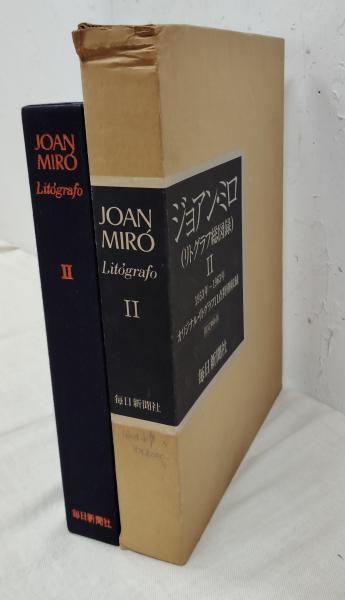 JOAN
MIRÓ
Litógrafo
II
毎日新聞社
JOAN
MIRÓ
Litógrafo
II
毎日新聞社
ジョアン・ミロ
(リトグラフ総図録)
II
1953年-1963年
オリジナル・リトグラフ11点
毎日新聞社